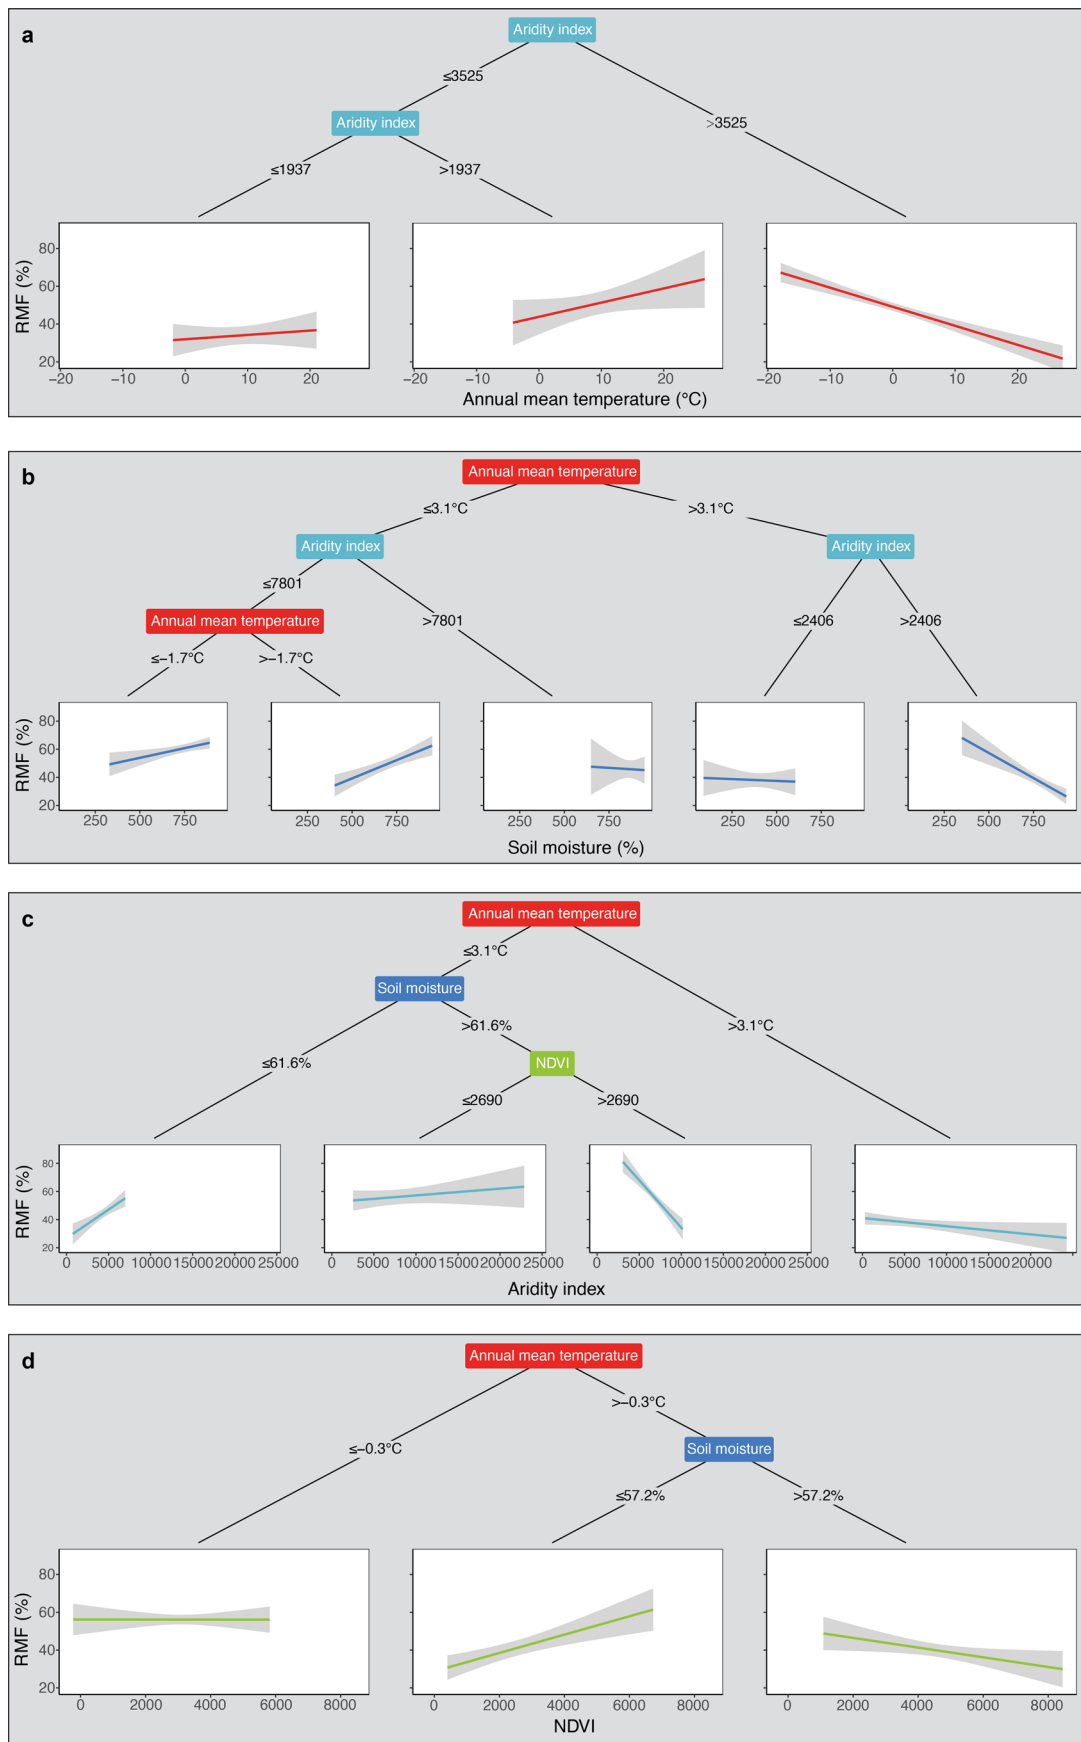 a
Aridity index
≤3525
Aridity index
>3525
≤1937
>1937
RMF (%)
80
60
40
20
−20 −10 0 10 20
−20 −10 0 10 20
−20 −10 0 10 20
Annual mean temperature (°C)
b
Annual mean temperature
≤3.1°C
>3.1°C
Aridity index
Aridity index
≤7801
Annual mean temperature
>7801
≤2406
>2406
≤−1.7°C
>−1.7°C
RMF (%)
80
60
40
20
250 500 750
250 500 750
250 500 750
250 500 750
250 500 750
Soil moisture (%)
c
Annual mean temperature
≤3.1°C
Soil moisture
>61.6%
>3.1°C
≤61.6%
NDVI
≤2690
>2690
RMF (%)
80
60
40
20
0 5000 10000 15000 20000 25000
0 5000 10000 15000 20000 25000
0 5000 10000 15000 20000 25000
0 5000 10000 15000 20000
Aridity index
d
Annual mean temperature
>−0.3°C
≤−0.3°C
Soil moisture
≤57.2%
>57.2%
RMF (%)
80
60
40
20
0 2000 4000 6000 8000
0 2000 4000 6000 8000
0 2000 4000 6000 8000
NDVI